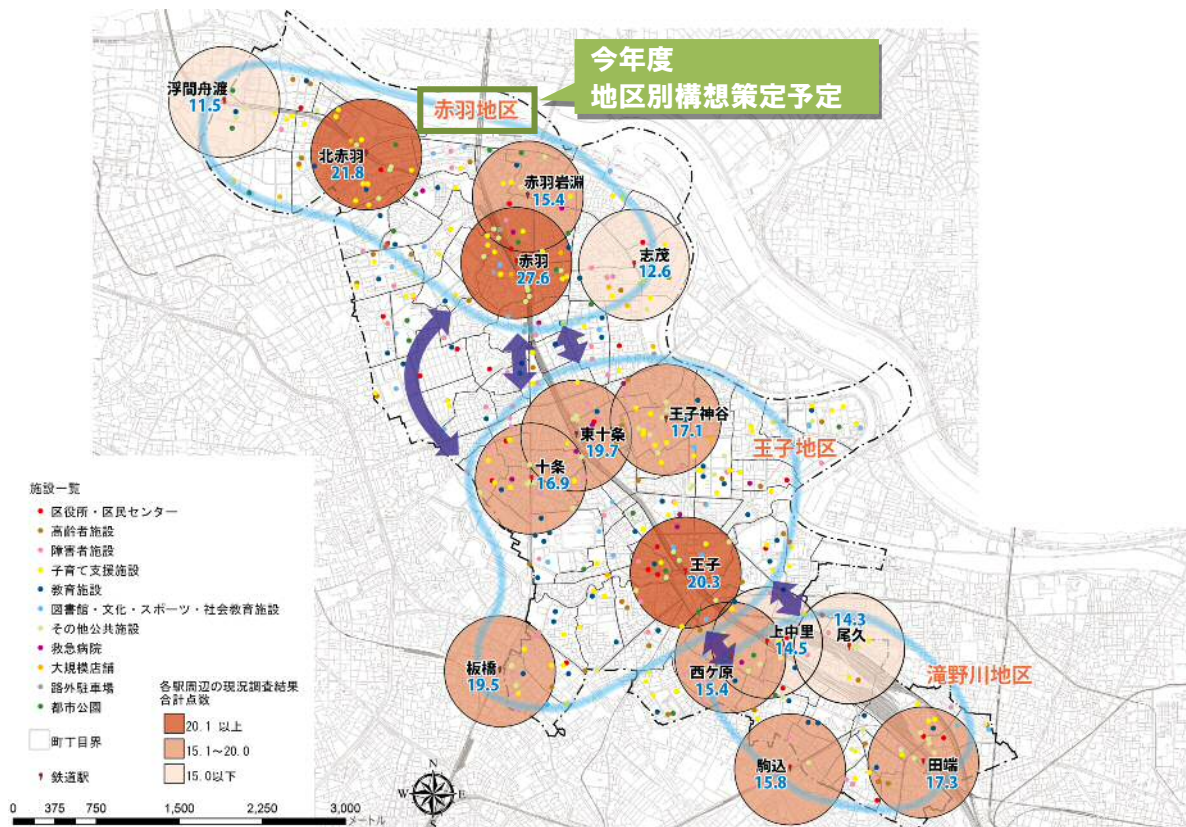 今年度
地区別構想策定予定
赤羽地区
浮間舟渡
11.5
北赤羽
21.8
赤羽岩淵
15.4
赤羽
27.6
志茂
12.6
王子神谷
17.1
東十条
19.7
十条
16.9
王子地区
王子
20.3
板橋
19.5
西ケ原
15.4
上中里
14.5
14.3
尾久
滝野川地区
駒込
15.8
田端
17.3
施設一覧
区役所・区民センター
高齢者施設
障害者施設
子育て支援施設
教育施設
図書館・文化・スポーツ・社会教育施設
その他公共施設
救急病院
大規模店舗
路外駐車場
都市公園
町丁目界
鉄道駅
各駅周辺の現況調査結果
合計点数
20.1 以上
15.1～20.0
15.0以下
N
W E
S
0 375 750 1,500 2,250 3,000
メートル